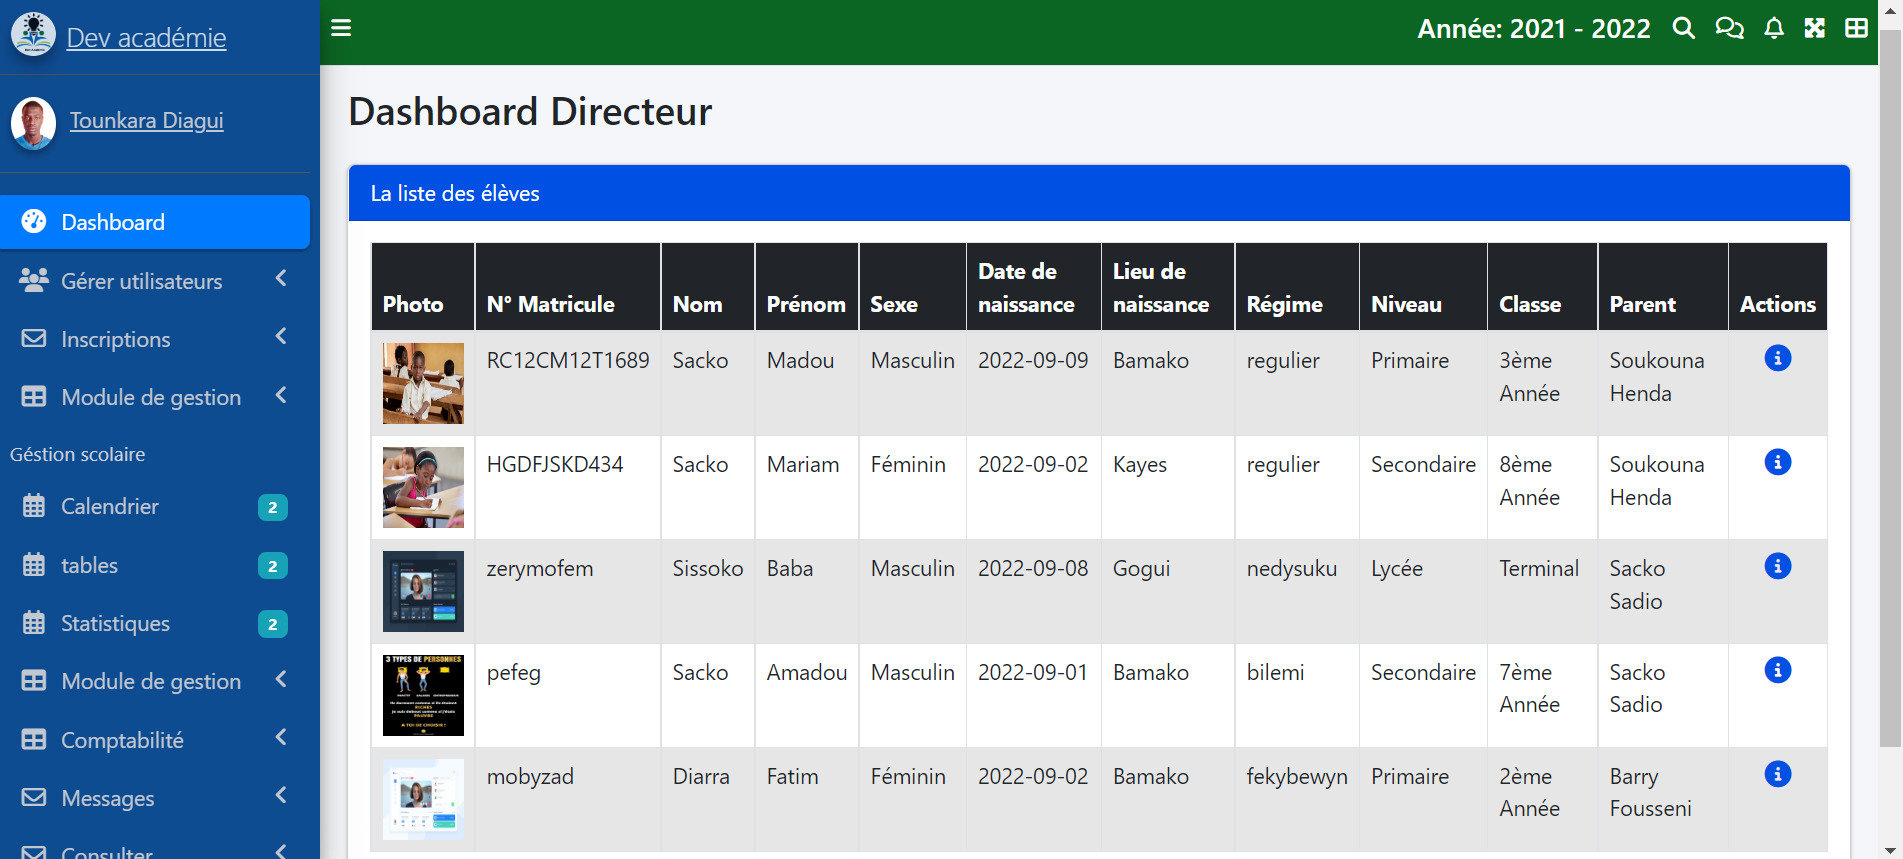 Dev académie
Année: 2021 - 2022
Tounkara Diagui
Dashboard
Gérer utilisateurs
Inscriptions
Module de gestion
Géstion scolaire
Calendrier 2
tables 2
Statistiques 2
Module de gestion
Comptabilité
Messages
Consulter
Dashboard Directeur
La liste des élèves
Photo N° Matricule Nom Prénom Sexe Date de naissance Lieu de naissance Régime Niveau Classe Parent Actions
RC12CM12T1689 Sacko Madou Masculin 2022-09-09 Bamako regulier Primaire 3ème Soukouna
Année Henda
HGDFJSKD434 Sacko Mariam Féminin 2022-09-02 Kayes regulier Secondaire 8ème Soukouna
Année Henda
zerymofem Sissoko Baba Masculin 2022-09-08 Gogui nedysuku Lycée Terminal Sacko
Sadio
3 TYPES DE PERSONNES
RICHES
PAUVRE
A TOI DE CHOISIR !
pefeg Sacko Amadou Masculin 2022-09-01 Bamako bilemi Secondaire 7ème Sacko
Année Sadio
mobyzad Diarra Fatim Féminin 2022-09-02 Bamako fekybewyn Primaire 2ème Barry
Année Fousseni